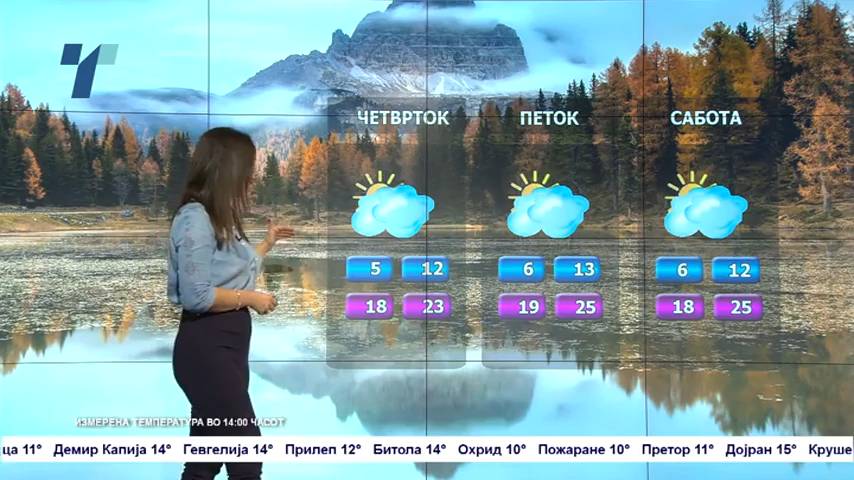 ЧЕТВРТОК ПЕТОК САБОТА
5 12 6 13 6 12
18 23 19 25 18 25
ИЗМЕРЕНА ТЕМПЕРАТУРА ВО 14:00 ЧАСОТ
ца 11° Демир Капија 14° Гевгелија 14° Прилеп 12° Битола 14° Охрид 10° Пожаране 10° Претор 11° Дојран 15° Круше